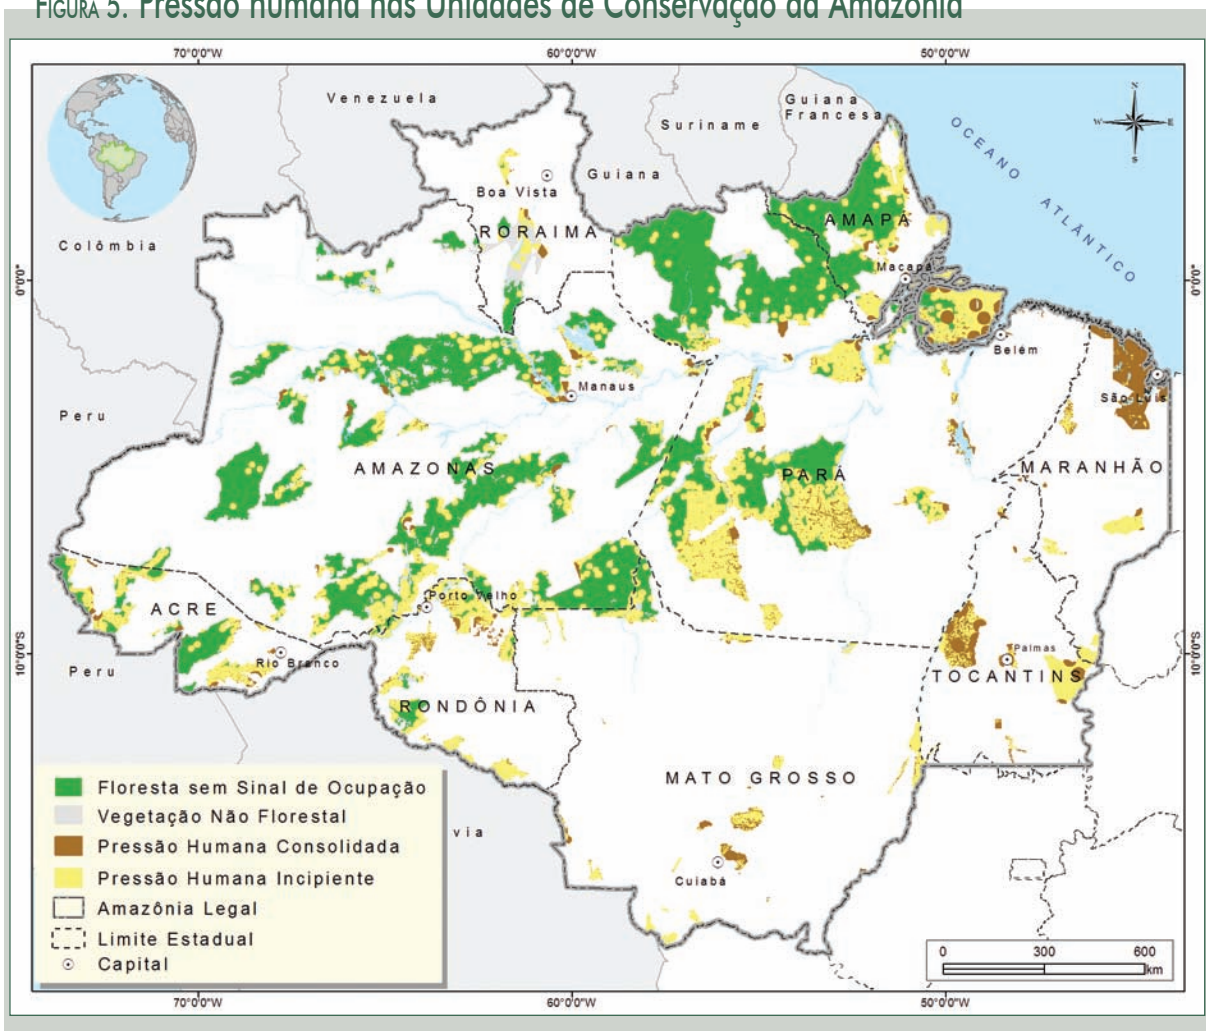 FIGURA 5. Pressão humana nas Unidades de Conservação da Amazônia
70°0'0"W 60°0'0"W 50°0'0"W
Venezuela
Guiana
Francesa
Suriname
N
W E
S
OCEANO ATLÂNTICO
Boa Vista
Guiana
Colômbia
RORAIMA
AMAPÁ
Macapá
0°0'0" 0°0'0"
Belém
Manaus
São Luís
Peru
AMAZONAS
PARÁ
MARANHÃO
Porto Velho
ACRE
Rio Branco
Palmas
10°0'0"S 10°0'0"S
Peru
TOCANTINS
RONDÔNIA
MATO GROSSO
via
Cuiabá
Floresta sem Sinal de Ocupação
Vegetação Não Florestal
Pressão Humana Consolidada
Pressão Humana Incipiente
Amazônia Legal
Limite Estadual
Capital
0 300 600
km
70°0'0"W 60°0'0"W 50°0'0"W